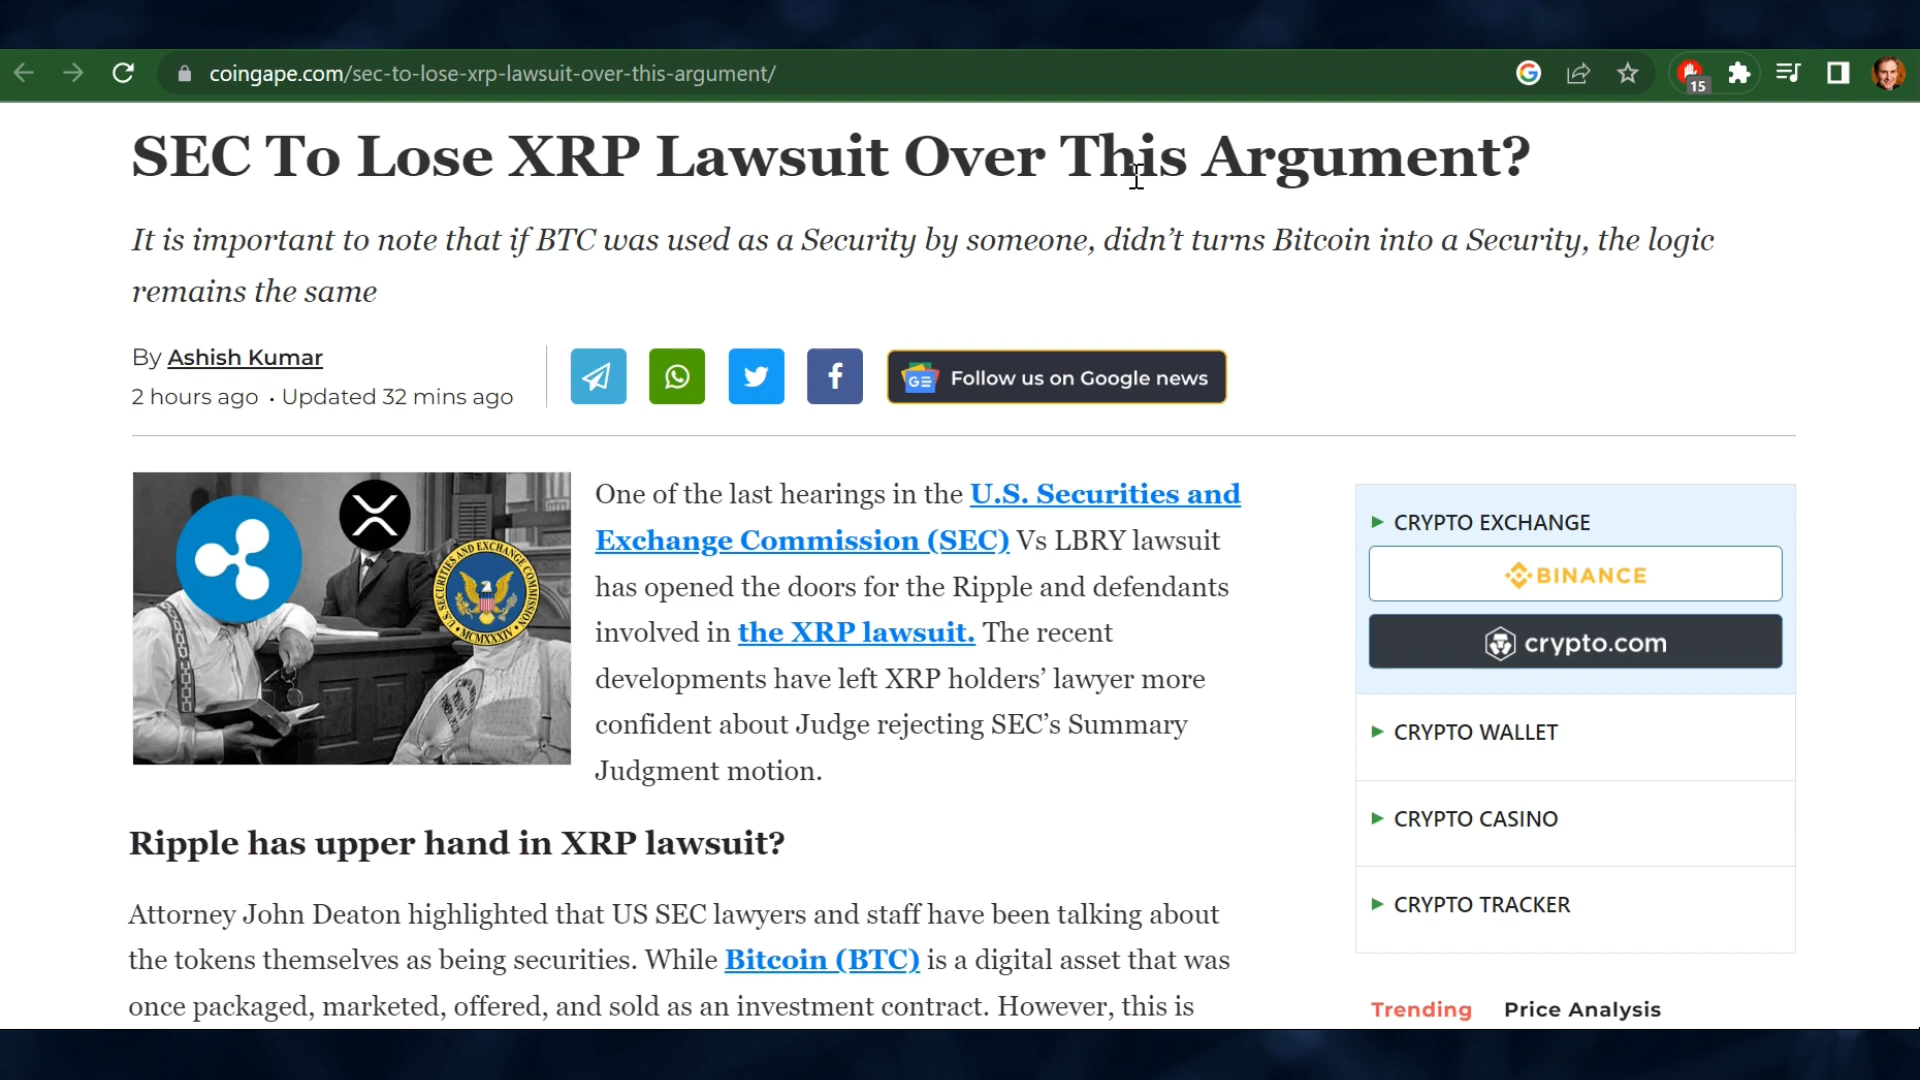 coingape.com/sec-to-lose-xrp-lawsuit-over-this-argument/
15
SEC To Lose XRP Lawsuit Over This Argument?
It is important to note that if BTC was used as a Security by someone, didn't turns Bitcoin into a Security, the logic
remains the same
By Ashish Kumar
2 hours ago • Updated 32 mins ago
GE Follow us on Google news
SECURITIES AND EXCHANGE COMMISSION
U.S. MCMXXXIV
One of the last hearings in the U.S. Securities and
Exchange Commission (SEC) Vs LBRY lawsuit
has opened the doors for the Ripple and defendants
involved in the XRP lawsuit. The recent
developments have left XRP holders' lawyer more
confident about Judge rejecting SEC's Summary
Judgment motion.
Ripple has upper hand in XRP lawsuit?
Attorney John Deaton highlighted that US SEC lawyers and staff have been talking about
the tokens themselves as being securities. While Bitcoin (BTC) is a digital asset that was
once packaged, marketed, offered, and sold as an investment contract. However, this is
CRYPTO EXCHANGE
BINANCE
crypto.com
CRYPTO WALLET
CRYPTO CASINO
CRYPTO TRACKER
Trending Price Analysis